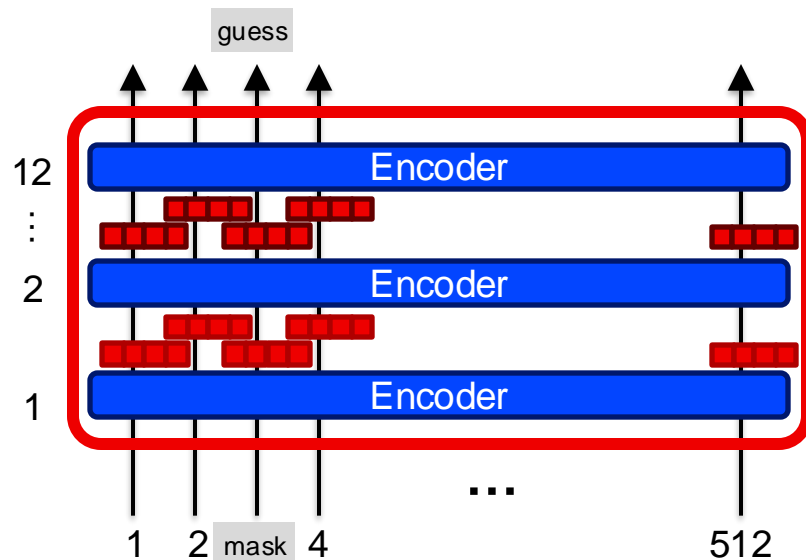 guess
12 Encoder
⋮
2 Encoder
1 Encoder
...
1 2 mask 4 512